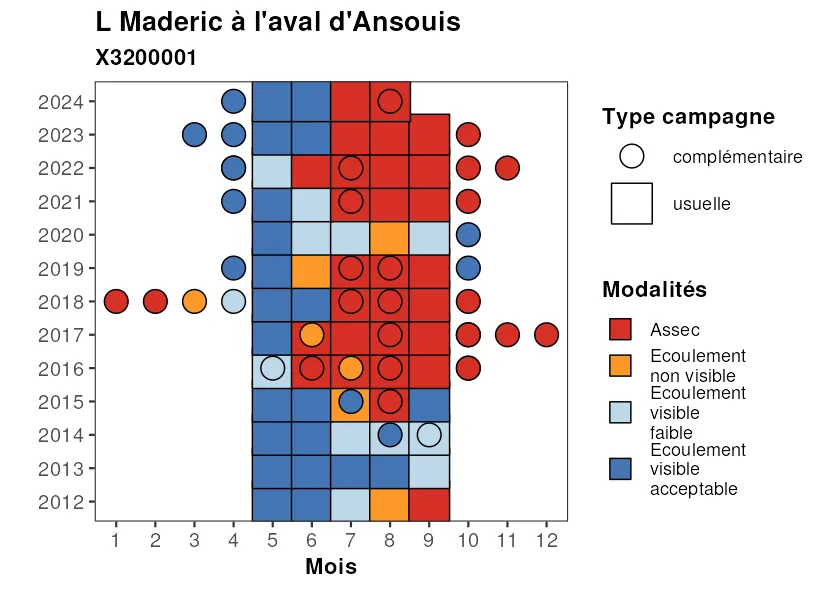 L Maderic à l'aval d'Ansouis
X3200001
2024
2023
2022
2021
2020
2019
2018
2017
2016
2015
2014
2013
2012
1 2 3 4 5 6 7 8 9 10 11 12
Mois
Type campagne
complémentaire
usuelle
Modalités
Assec
Ecoulement
non visible
Ecoulement
visible
faible
Ecoulement
visible
acceptable